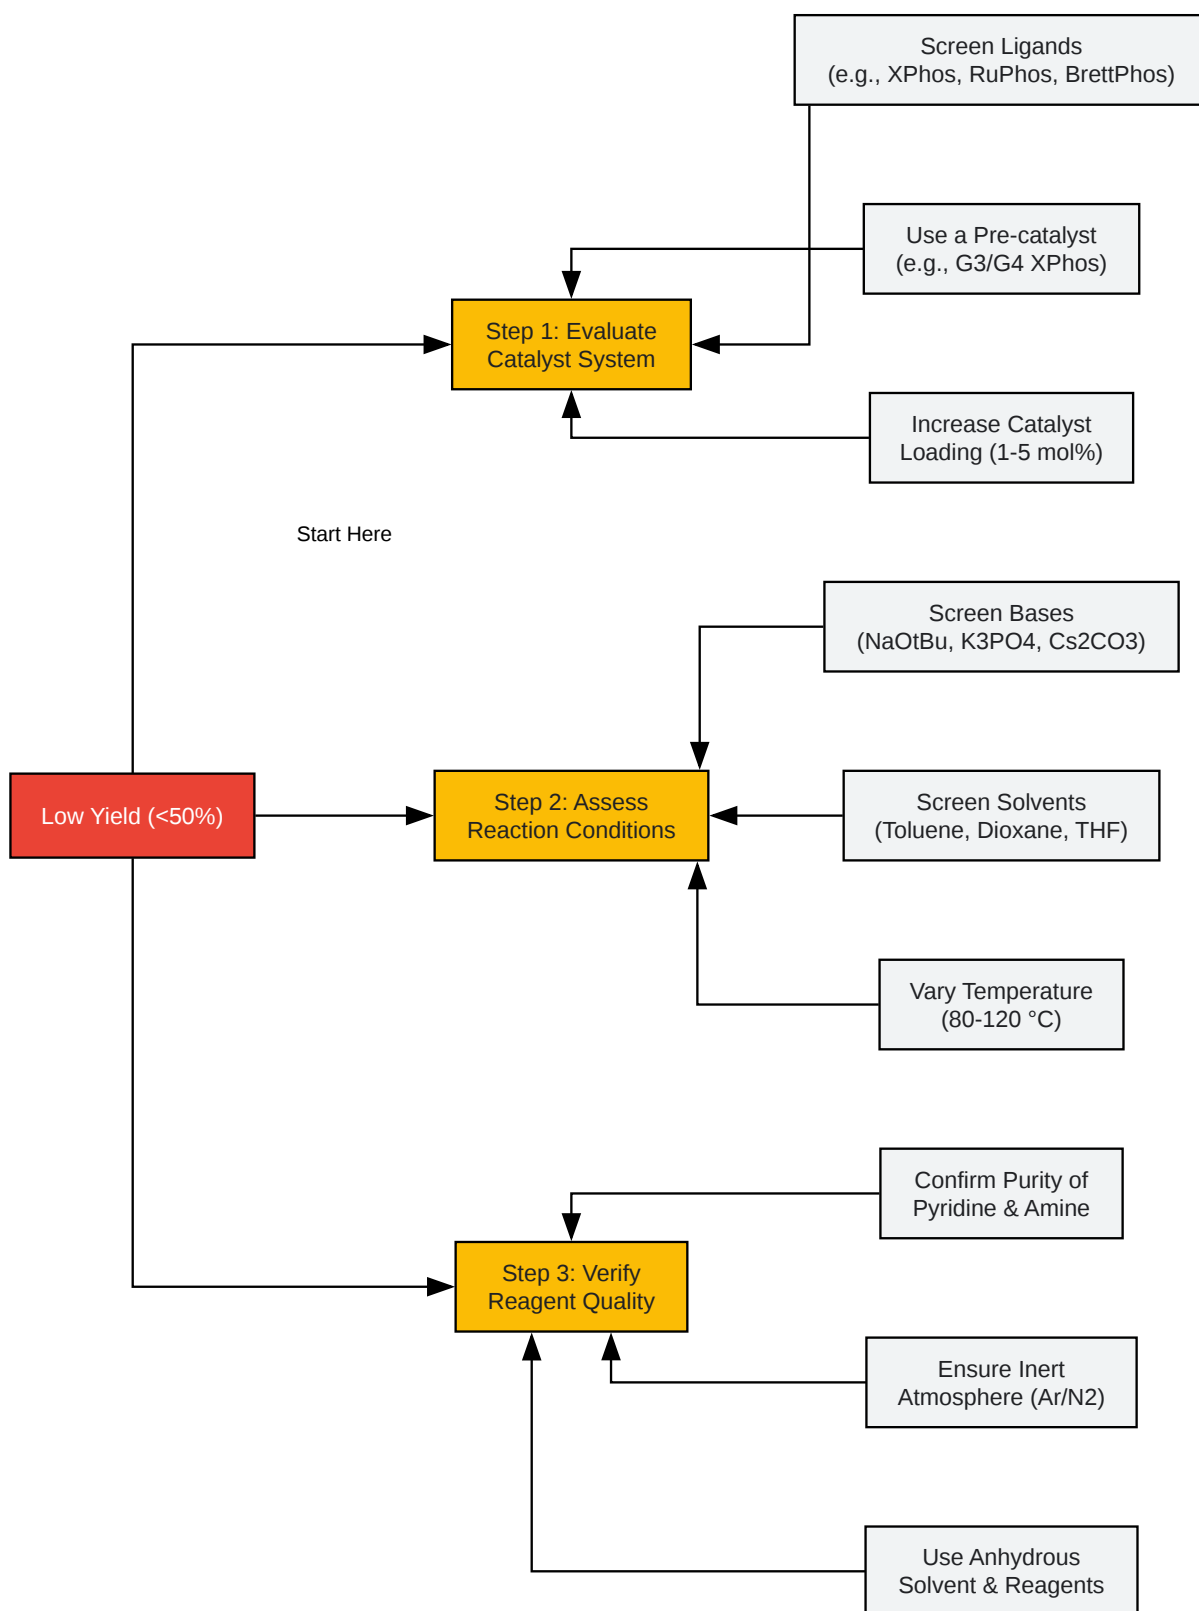 Screen Ligands
(e.g., XPhos, RuPhos, BrettPhos)
Use a Pre-catalyst
(e.g., G3/G4 XPhos)
Step 1: Evaluate
Catalyst System
Increase Catalyst
Loading (1-5 mol%)
Start Here
Screen Bases
(NaOtBu, K3PO4, Cs2CO3)
Low Yield (<50%)
Step 2: Assess
Reaction Conditions
Screen Solvents
(Toluene, Dioxane, THF)
Vary Temperature
(80-120 °C)
Confirm Purity of
Pyridine & Amine
Step 3: Verify
Reagent Quality
Ensure Inert
Atmosphere (Ar/N2)
Use Anhydrous
Solvent & Reagents